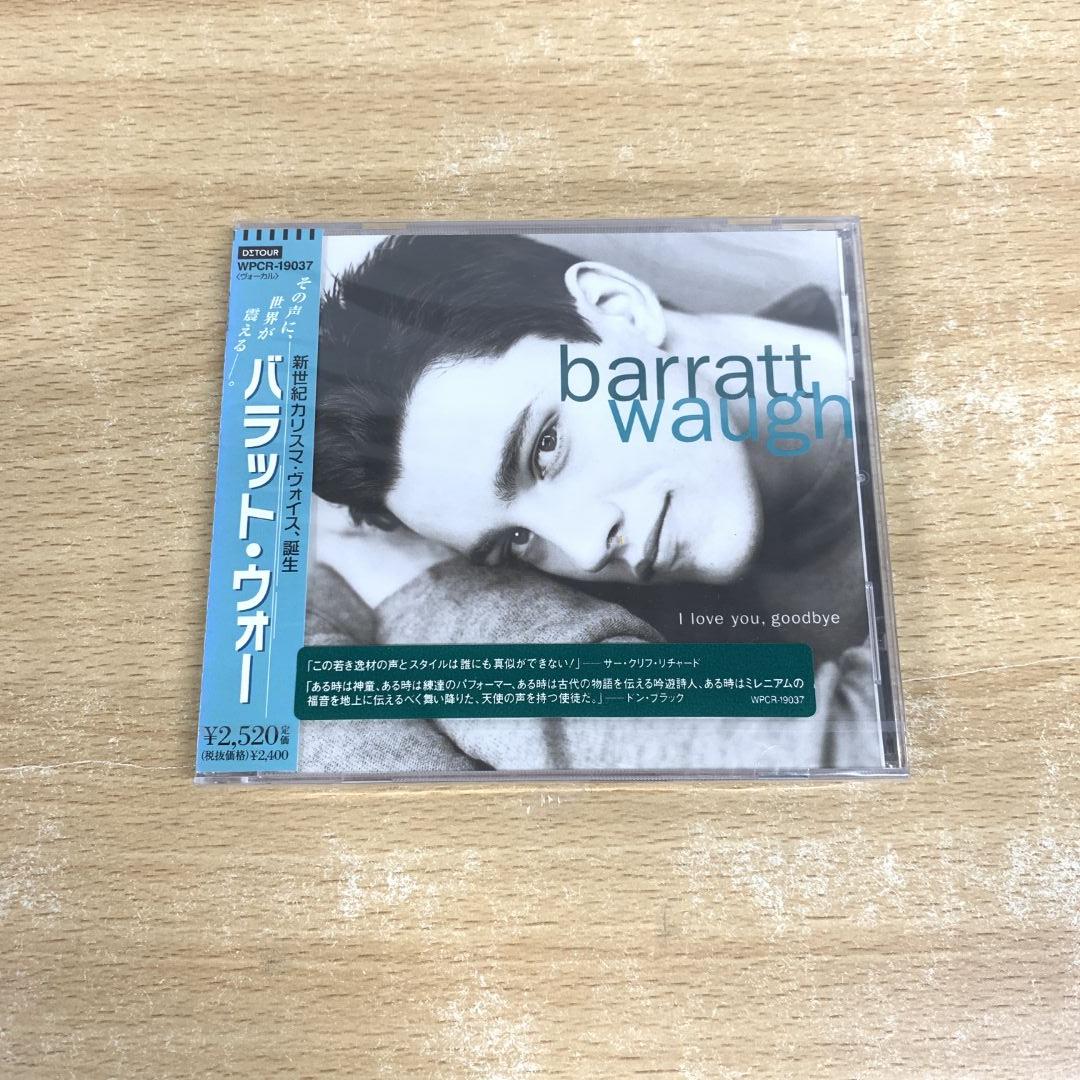 DETOUR
WPCR-19037
〈ヴォーカル〉
その声に、
世界が
震える──。
新世紀カリスマ・ヴォイス、誕生
バラット・ウォー
¥2,520定価
(税抜価格)¥2,400
barratt
waugh
I love you, goodbye
「この若き逸材の声とスタイルは誰にも真似ができない!」── サー・クリフ・リチャード
「ある時は神童、ある時は練達のパフォーマー、ある時は古代の物語を伝える吟遊詩人、ある時はミレニアムの
福音を地上に伝えるべく舞い降りた、天使の声を持つ使徒だ。」── ドン・ブラック
WPCR-19037